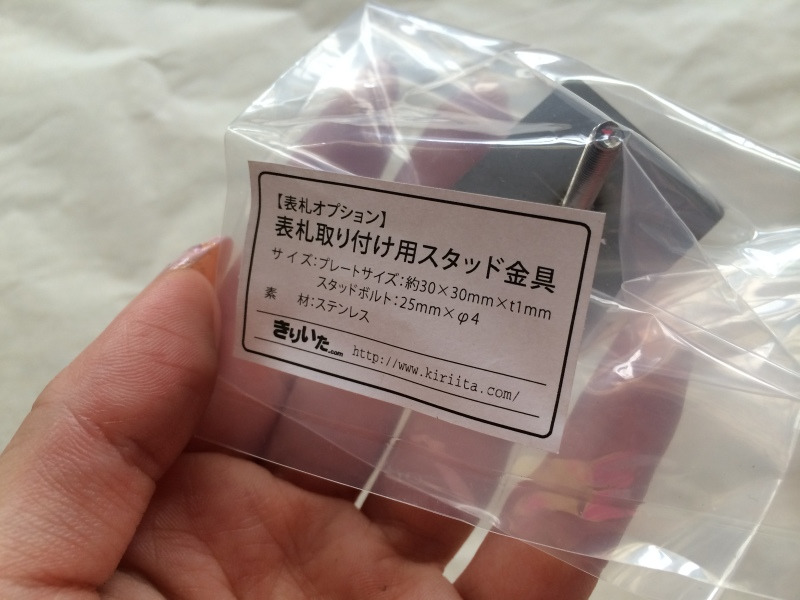 【表札オプション】
表札取り付け用スタッド金具
サイズ:プレートサイズ:約30×30mm×t1mm
スタッドボルト:25mm×φ4
素 材:ステンレス
きりいた.com http://www.kiriita.com/